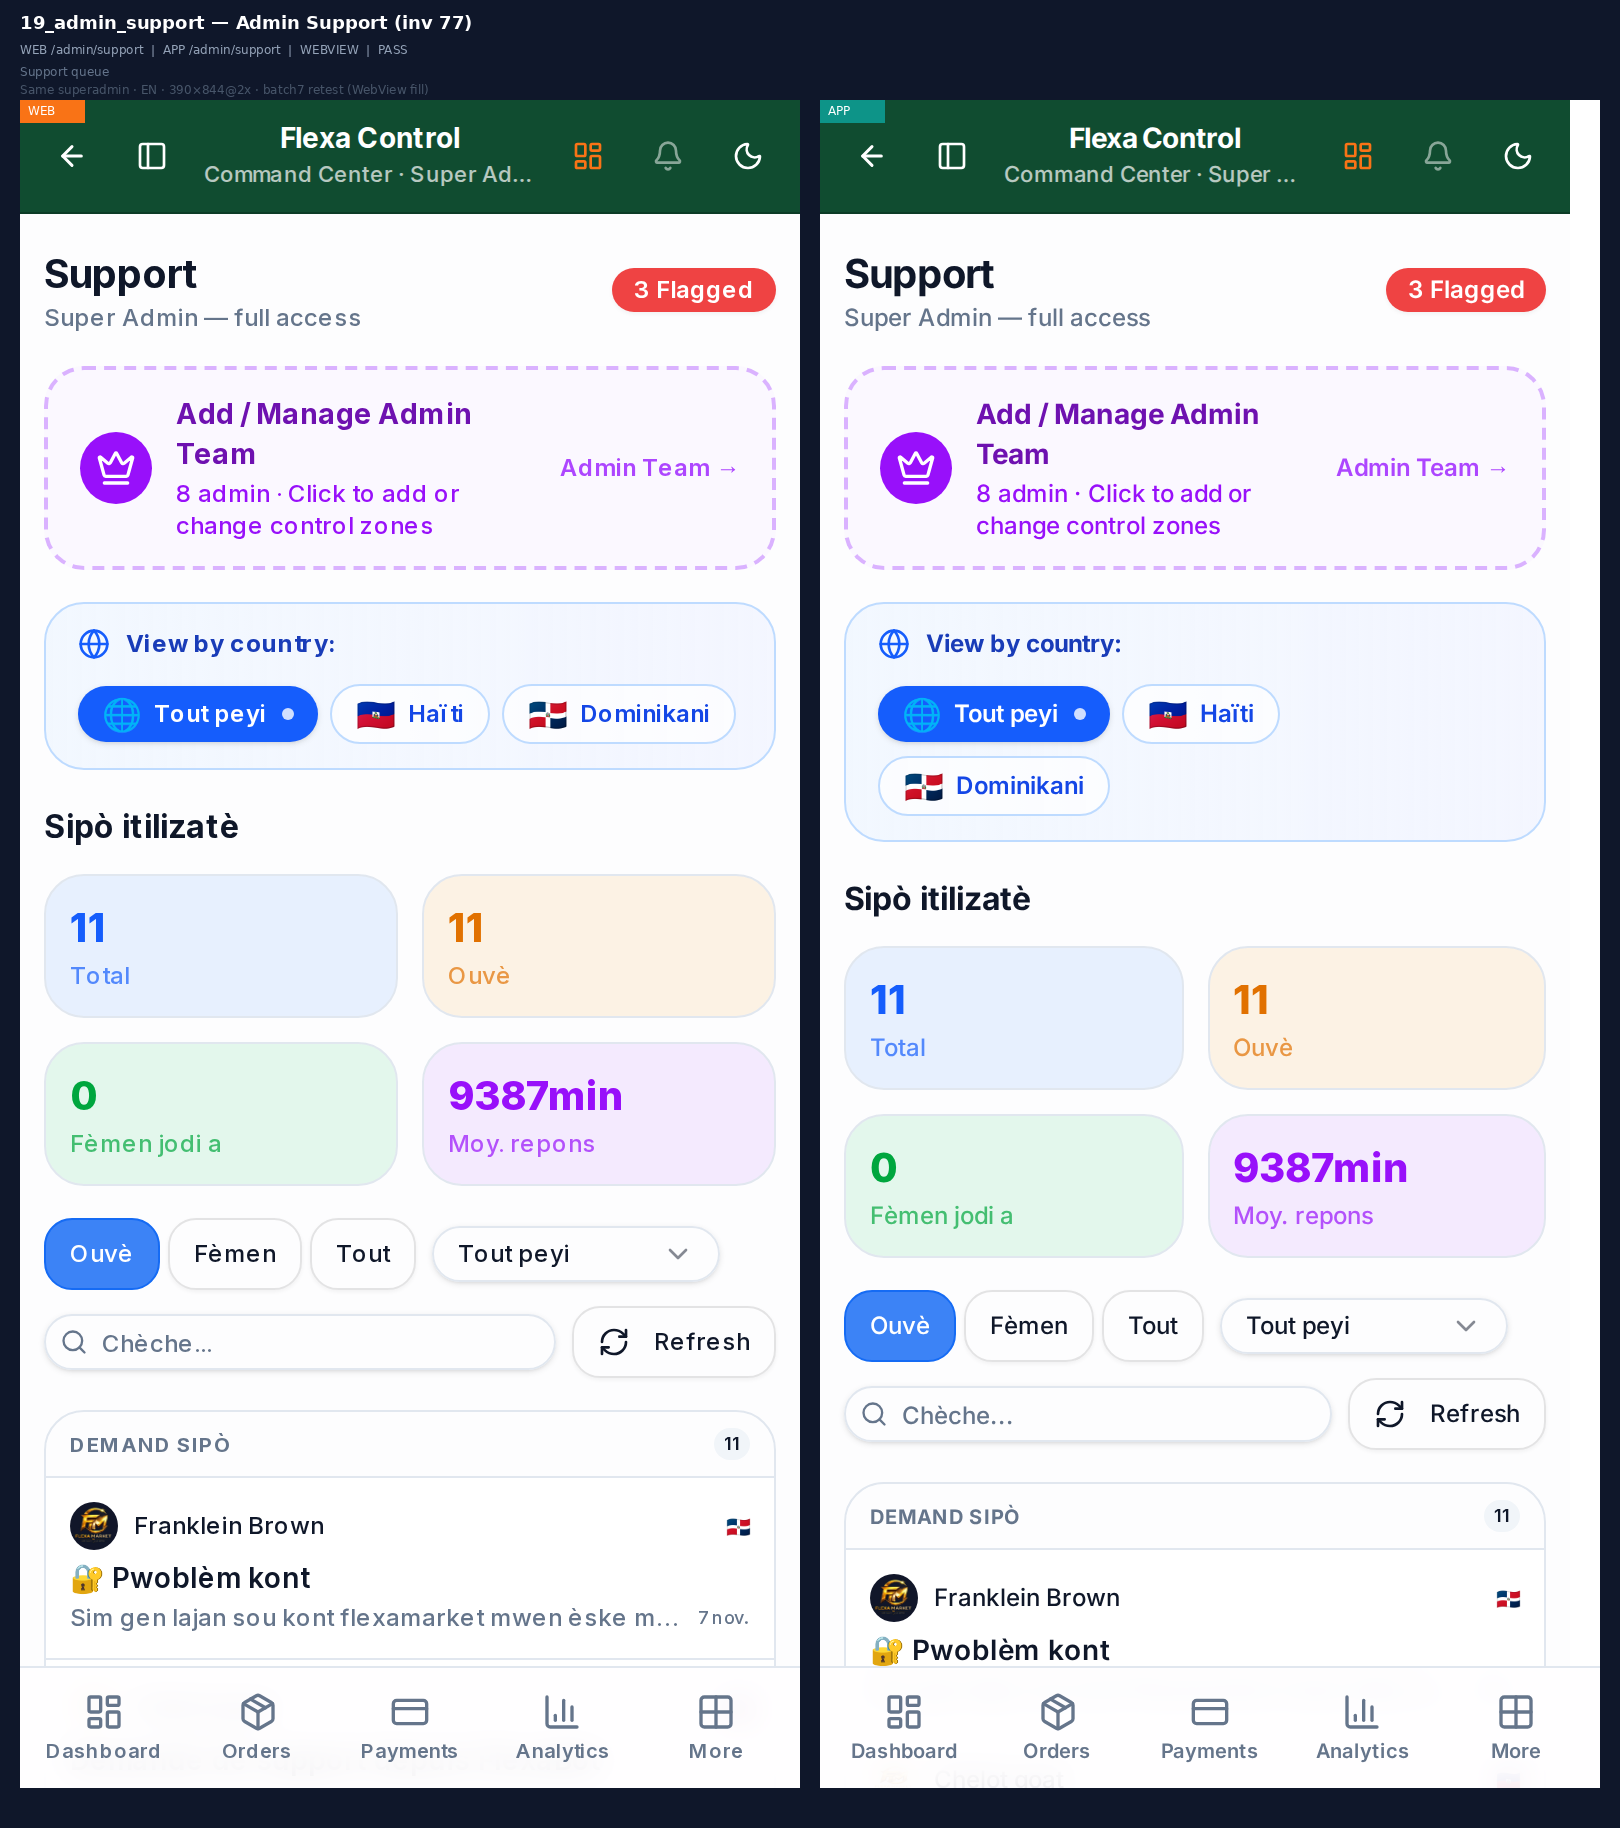 19_admin_support — Admin Support (inv 77)
WEB /admin/support | APP /admin/support | WEBVIEW | PASS
Support queue
Same superadmin · EN · 390×844@2x · batch7 retest (WebView fill)
WEB
Flexa Control
Command Center · Super Ad...
Support
Super Admin — full access
3 Flagged
Add / Manage Admin
Team
8 admin · Click to add or
change control zones
Admin Team →
View by country:
Tout peyi
Haïti
Dominikani
Sipò itilizatè
11
Total
11
Ouvè
0
Fèmen jodi a
9387min
Moy. repons
Ouvè
Fèmen
Tout
Tout peyi
Chèche...
Refresh
DEMAND SIPÒ
11
Franklein Brown
🔐 Pwoblèm kont
Sim gen lajan sou kont flexamarket mwen èske m...
7 nov.
Dashboard
Orders
Payments
Analytics
More
APP
Flexa Control
Command Center · Super ...
Support
Super Admin — full access
3 Flagged
Add / Manage Admin
Team
8 admin · Click to add or
change control zones
Admin Team →
View by country:
Tout peyi
Haïti
Dominikani
Sipò itilizatè
11
Total
11
Ouvè
0
Fèmen jodi a
9387min
Moy. repons
Ouvè
Fèmen
Tout
Tout peyi
Chèche...
Refresh
DEMAND SIPÒ
11
Franklein Brown
🔐 Pwoblèm kont
Dashboard
Orders
Payments
Analytics
More